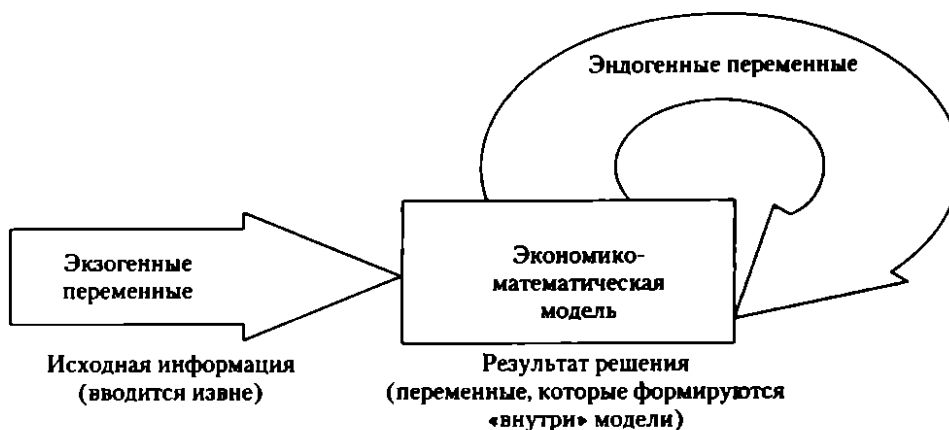 Эндогенные переменные
Экзогенные
переменные
Экономико-
математическая
модель
Исходная информация
(вводится извне)
Результат решения
(переменные, которые формируются
«внутри» модели)